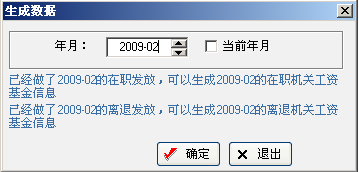 生成数据
年月： 2009-02 当前年月
已经做了2009-02的在职发放，可以生成2009-02的在职机关工资
基金信息
已经做了2009-02的离退发放，可以生成2009-02的离退机关工资
基金信息
确定 退出